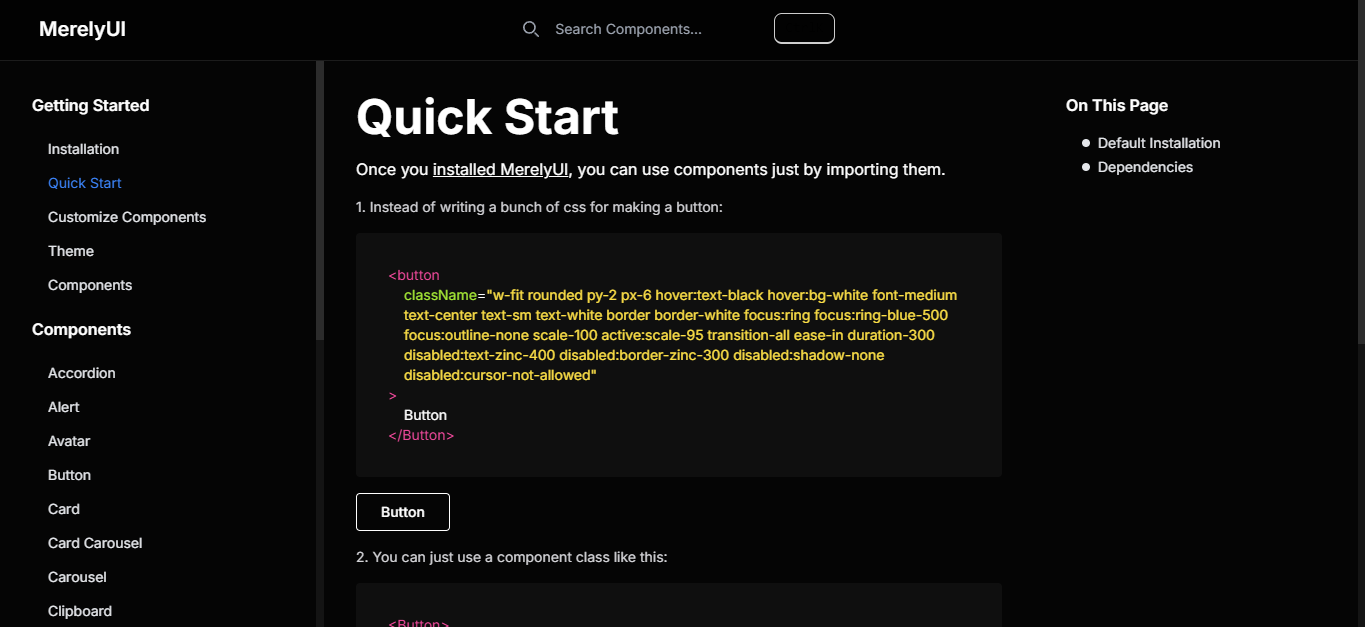 MerelyUI
Search Components...
Getting Started
Installation
Quick Start
Customize Components
Theme
Components
Components
Accordion
Alert
Avatar
Button
Card
Card Carousel
Carousel
Clipboard
Quick Start
Once you installed MerelyUI, you can use components just by importing them.
1. Instead of writing a bunch of css for making a button:
<button
className="w-fit rounded py-2 px-6 hover:text-black hover:bg-white font-medium
text-center text-sm text-white border border-white focus:ring focus:ring-blue-500
focus:outline-none scale-100 active:scale-95 transition-all ease-in duration-300
disabled:text-zinc-400 disabled:border-zinc-300 disabled:shadow-none
disabled:cursor-not-allowed"
>
Button
</Button>
Button
2. You can just use a component class like this:
<Button>
On This Page
Default Installation
Dependencies